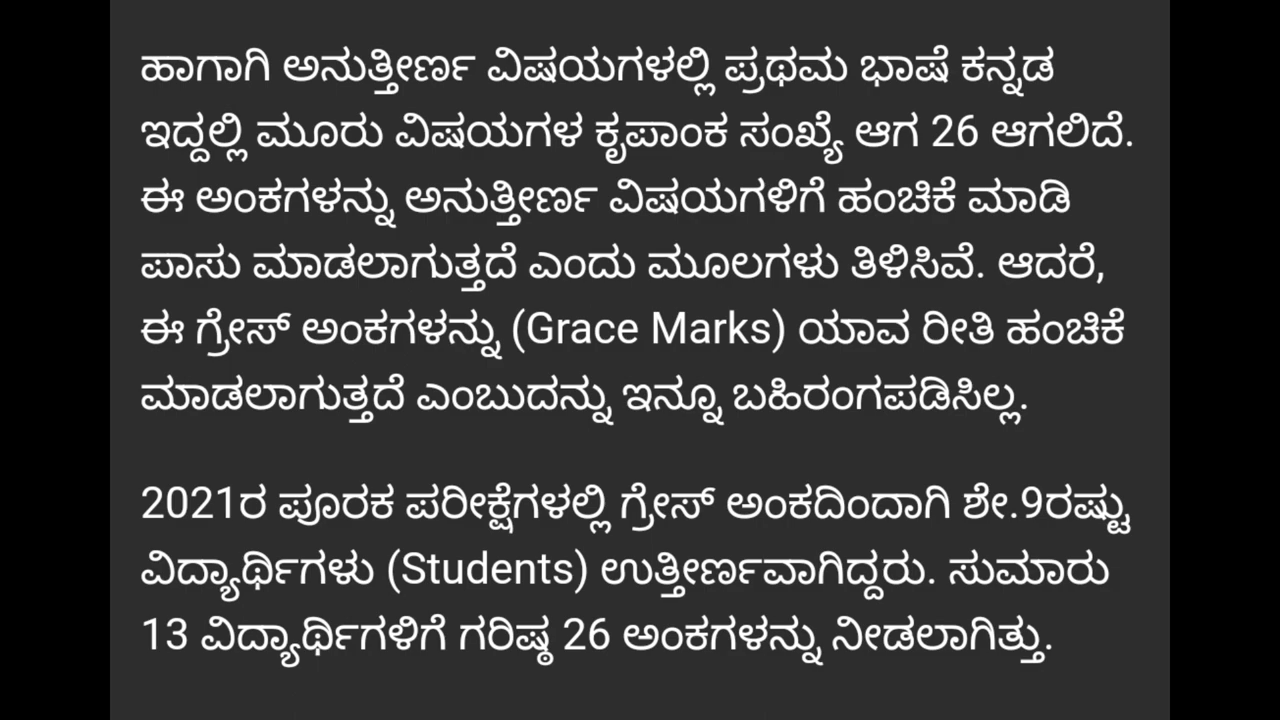 ಹಾಗಾಗಿ ಅನುತ್ತೀರ್ಣ ವಿಷಯಗಳಲ್ಲಿ ಪ್ರಥಮ ಭಾಷೆ ಕನ್ನಡ
ಇದ್ದಲ್ಲಿ ಮೂರು ವಿಷಯಗಳ ಕೃಪಾಂಕ ಸಂಖ್ಯೆ ಆಗ 26 ಆಗಲಿದೆ.
ಈ ಅಂಕಗಳನ್ನು ಅನುತ್ತೀರ್ಣ ವಿಷಯಗಳಿಗೆ ಹಂಚಿಕೆ ಮಾಡಿ
ಪಾಸು ಮಾಡಲಾಗುತ್ತದೆ ಎಂದು ಮೂಲಗಳು ತಿಳಿಸಿವೆ. ಆದರೆ,
ಈ ಗ್ರೇಸ್ ಅಂಕಗಳನ್ನು (Grace Marks) ಯಾವ ರೀತಿ ಹಂಚಿಕೆ
ಮಾಡಲಾಗುತ್ತದೆ ಎಂಬುದನ್ನು ಇನ್ನೂ ಬಹಿರಂಗಪಡಿಸಿಲ್ಲ.
2021ರ ಪೂರಕ ಪರೀಕ್ಷೆಗಳಲ್ಲಿ ಗ್ರೇಸ್ ಅಂಕದಿಂದಾಗಿ ಶೇ.9ರಷ್ಟು
ವಿದ್ಯಾರ್ಥಿಗಳು (Students) ಉತ್ತೀರ್ಣವಾಗಿದ್ದರು. ಸುಮಾರು
13 ವಿದ್ಯಾರ್ಥಿಗಳಿಗೆ ಗರಿಷ್ಠ 26 ಅಂಕಗಳನ್ನು ನೀಡಲಾಗಿತ್ತು.